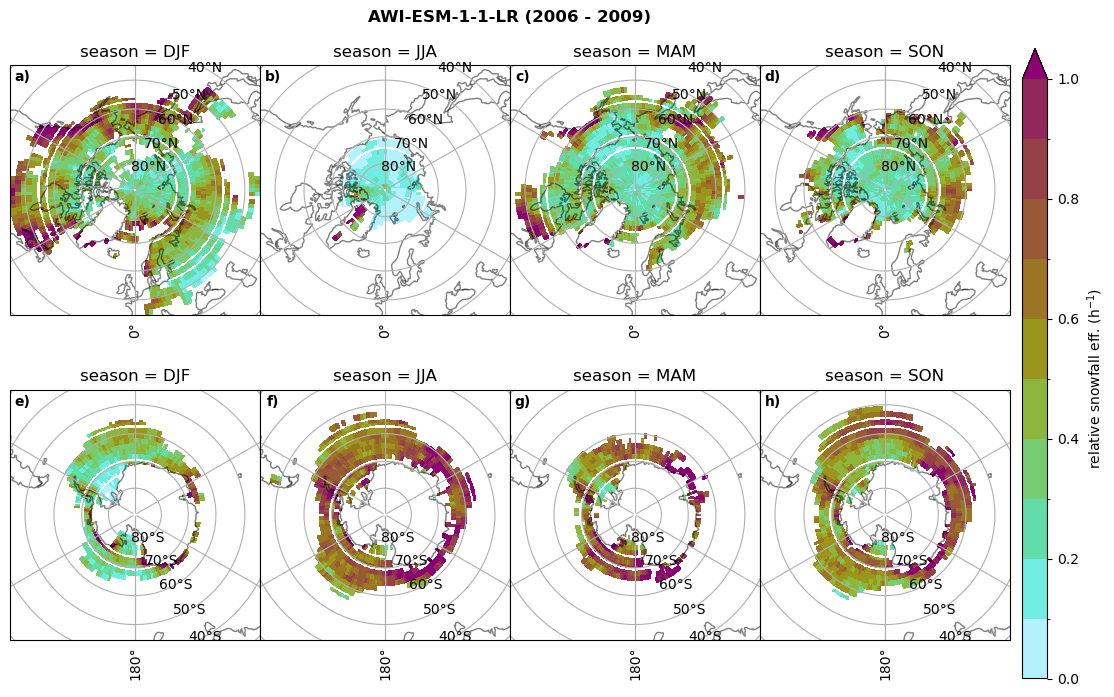 AWI-ESM-1-1-LR (2006 - 2009)
season = DJF
season = JJA
season = MAM
season = SON
a)
40°N
50°N
60°N
70°N
80°N
0°
b)
40°N
50°N
60°N
70°N
80°N
0°
c)
40°N
50°N
60°N
70°N
80°N
0°
d)
40°N
50°N
60°N
70°N
80°N
0°
season = DJF
season = JJA
season = MAM
season = SON
e)
80°S
70°S
60°S
50°S
40°S
180°
f)
80°S
70°S
60°S
50°S
40°S
180°
g)
80°S
70°S
60°S
50°S
40°S
180°
h)
80°S
70°S
60°S
50°S
40°S
180°
1.0
0.8
0.6
0.4
0.2
0.0
relative snowfall eff. (h⁻¹)